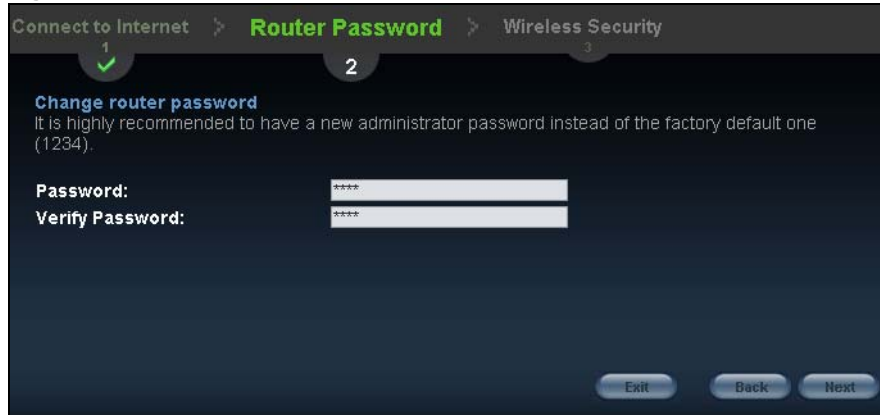 Connect to Internet > Router Password > Wireless Security
1 2 3
Change router password
It is highly recommended to have a new administrator password instead of the factory default one
(1234).
Password: ****
Verify Password: ****
Exit Back Next